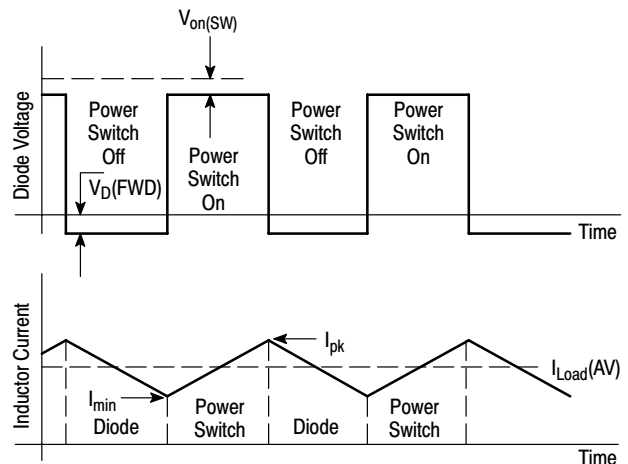 Von(SW)
Diode Voltage
Power
Switch
Off
Power
Switch
On
Power
Switch
Off
Power
Switch
On
VD(FWD)
Time
Inductor Current
Ipk
ILoad(AV)
Imin
Diode
Power
Switch
Diode
Power
Switch
Time